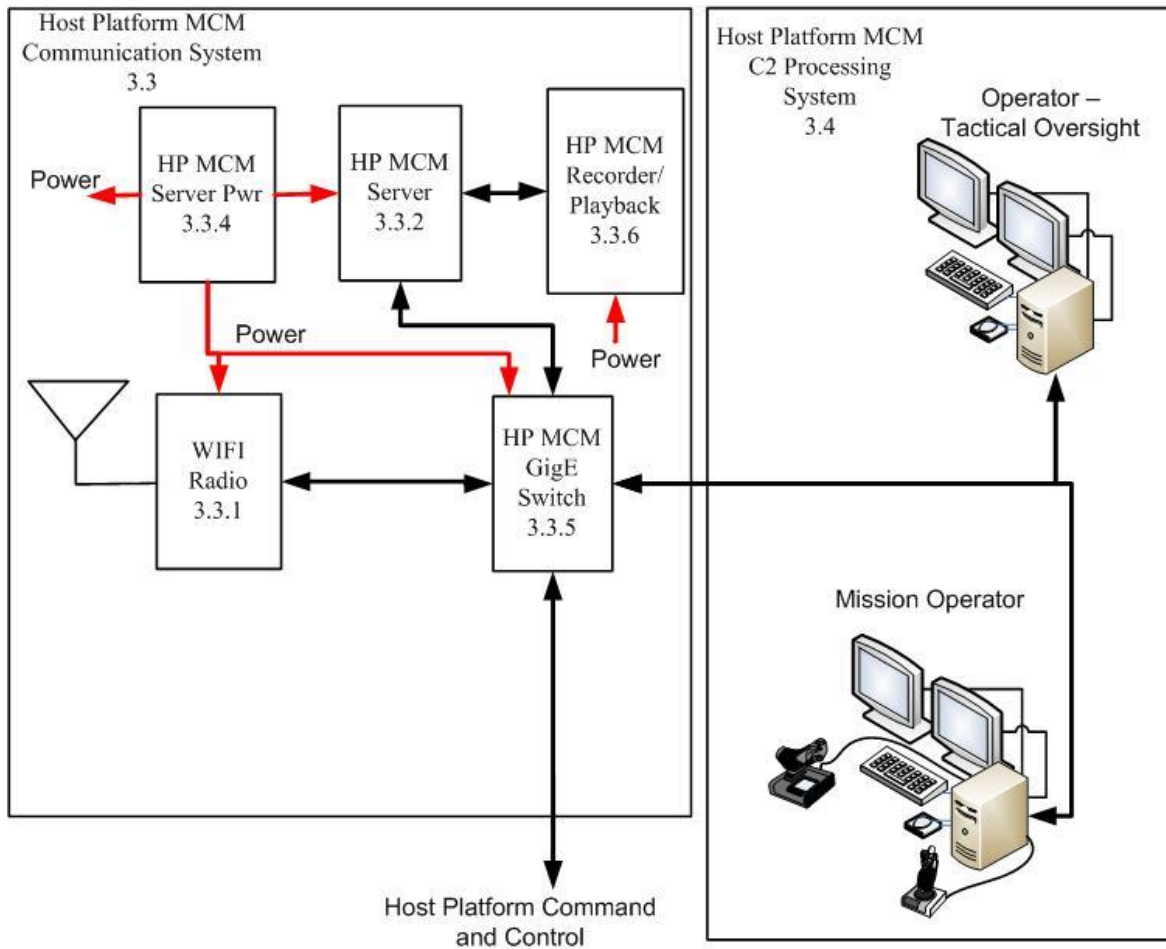 Host Platform MCM
Communication System
3.3
Host Platform MCM
C2 Processing
System
3.4
Operator –
Tactical Oversight
Power
HP MCM
Server Pwr
3.3.4
HP MCM
Server
3.3.2
HP MCM
Recorder/
Playback
3.3.6
Power
Power
WIFI
Radio
3.3.1
HP MCM
GigE
Switch
3.3.5
Mission Operator
Host Platform Command
and Control